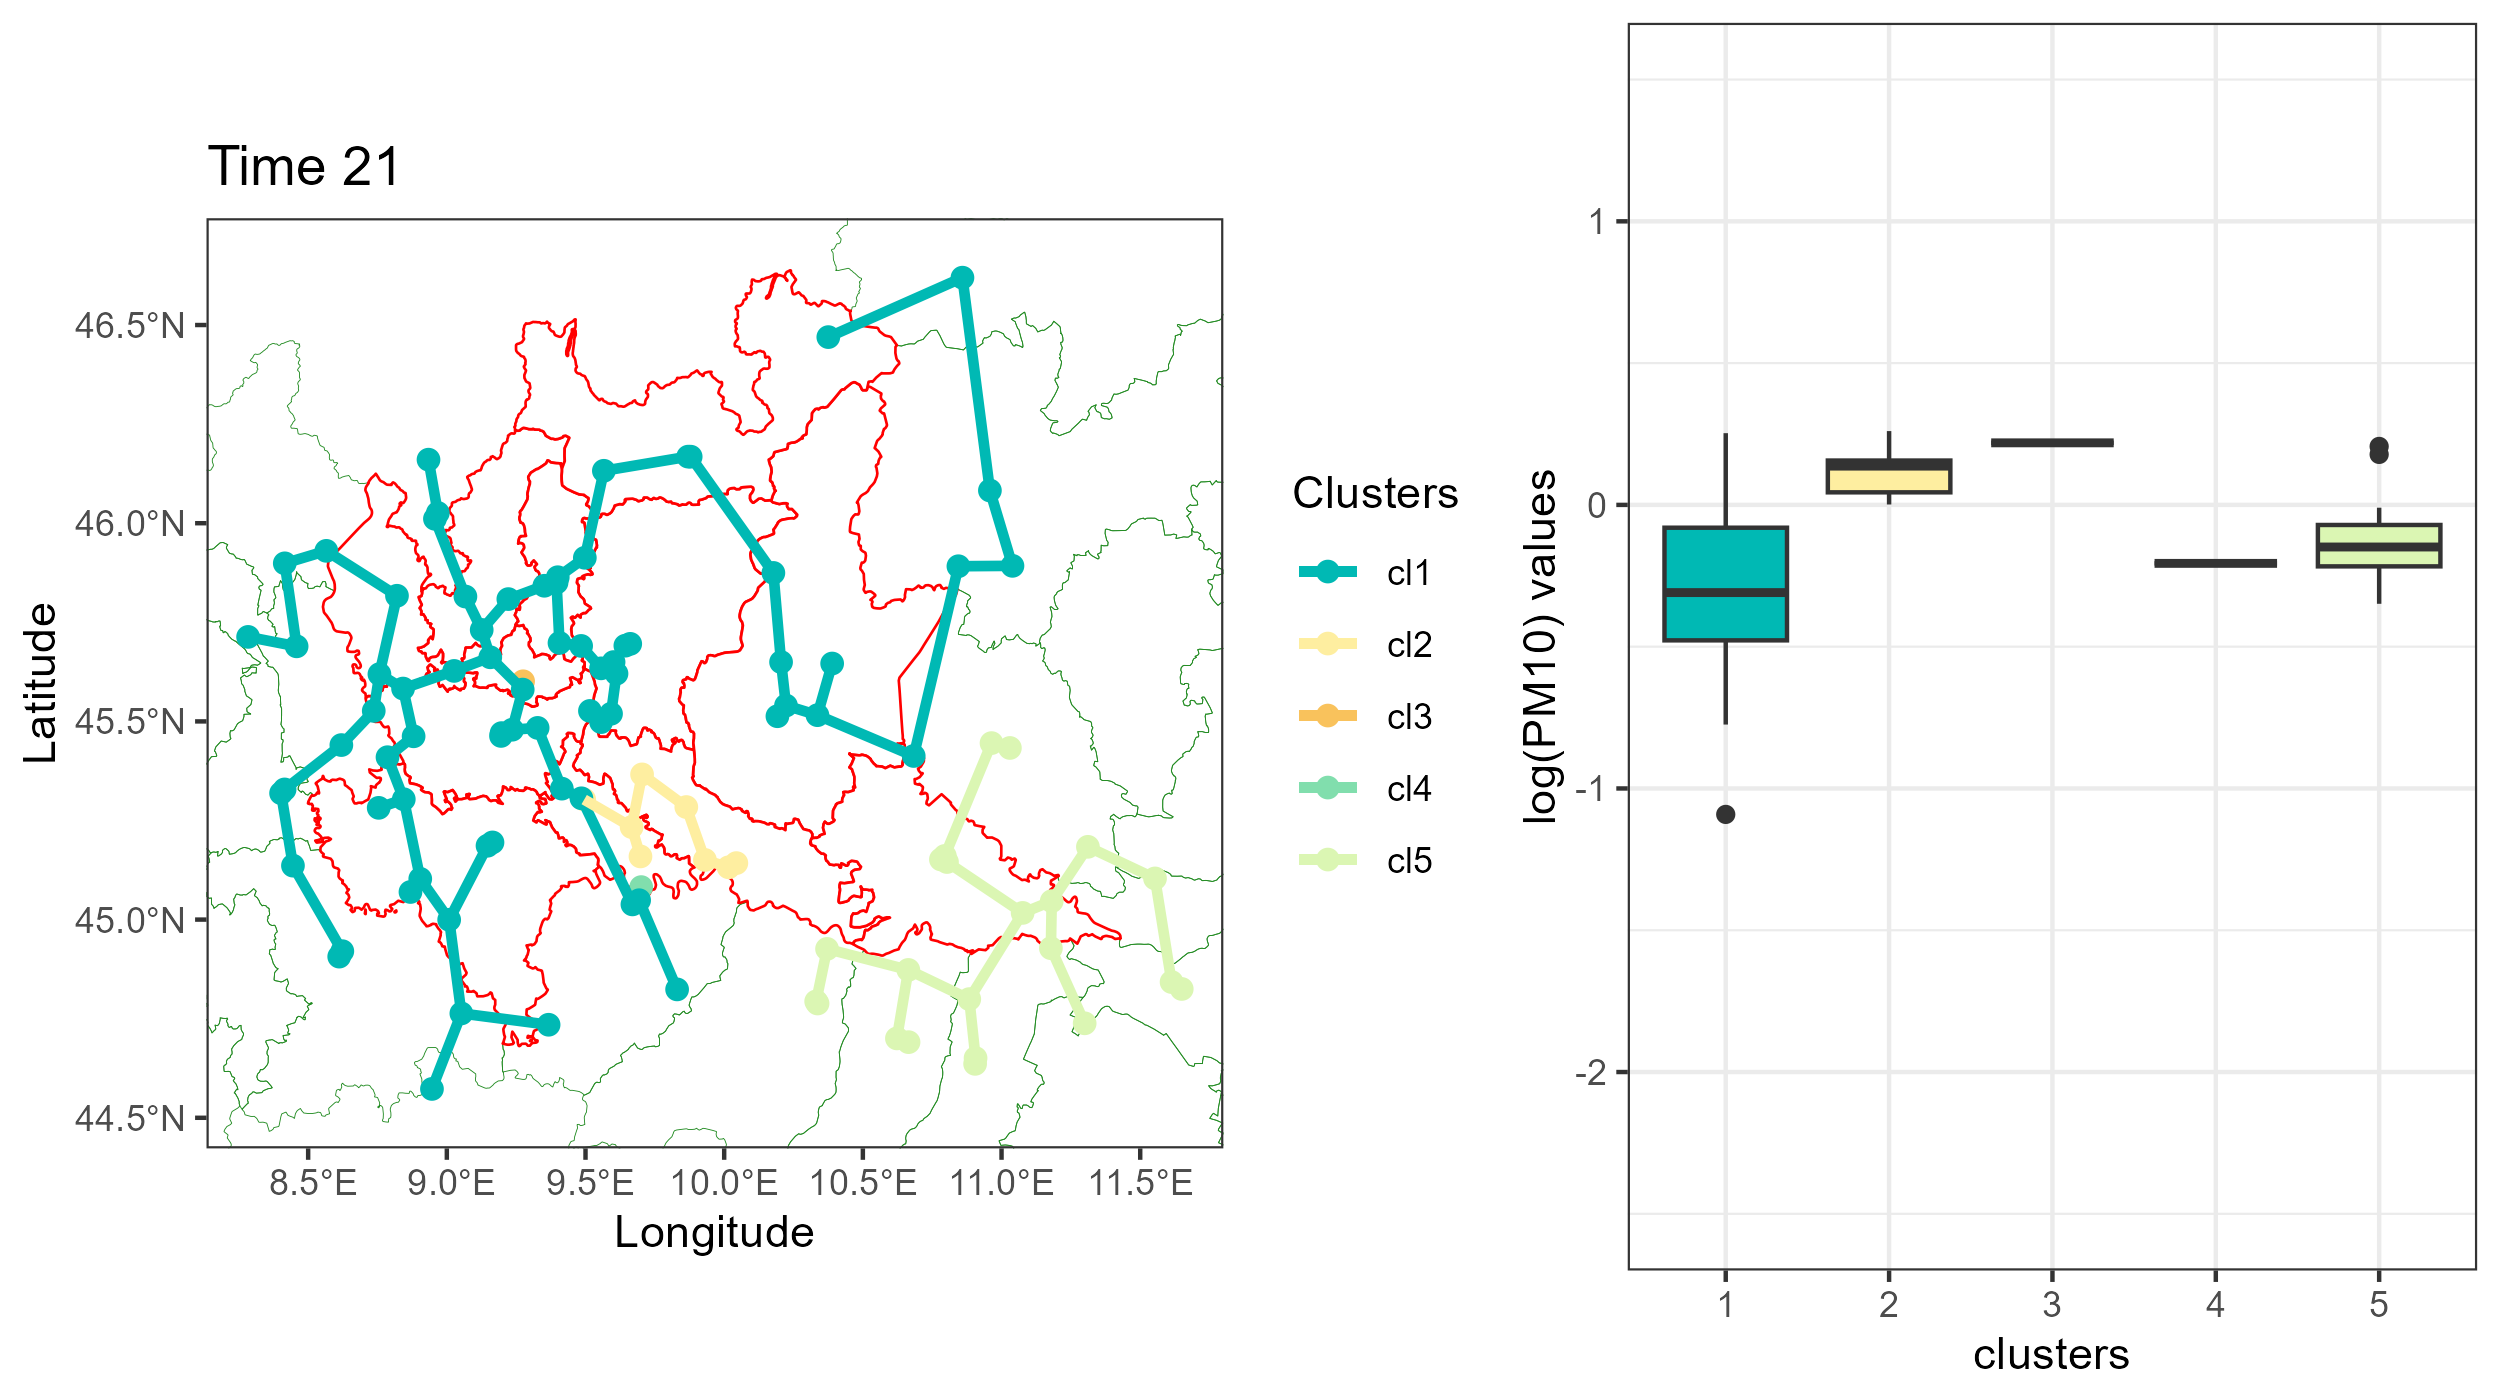 Time 21
Latitude
46.5°N
46.0°N
45.5°N
45.0°N
44.5°N
8.5°E
9.0°E
9.5°E
10.0°E
10.5°E
11.0°E
11.5°E
Longitude
Clusters
cl1
cl2
cl3
cl4
cl5
log(PM10) values
1
0
-1
-2
1
2
3
4
5
clusters